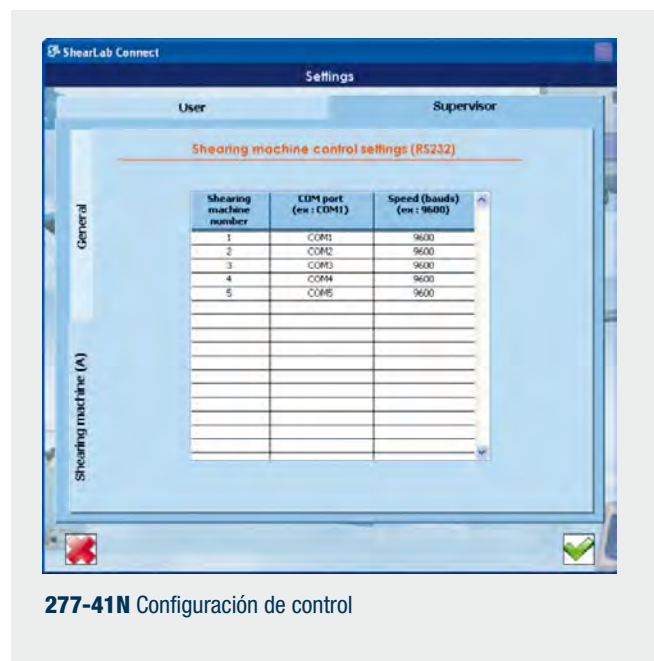 ShearLab Connect
Settings
User Supervisor
Shearing machine control settings (RS232)
General
Shearing machine (A)
Shearing machine number COM port (ex : COM1) Speed (bauds) (ex : 9600)
1 COM1 9600
2 COM2 9600
3 COM3 9600
4 COM4 9600
5 COM5 9600
277-41N Configuración de control